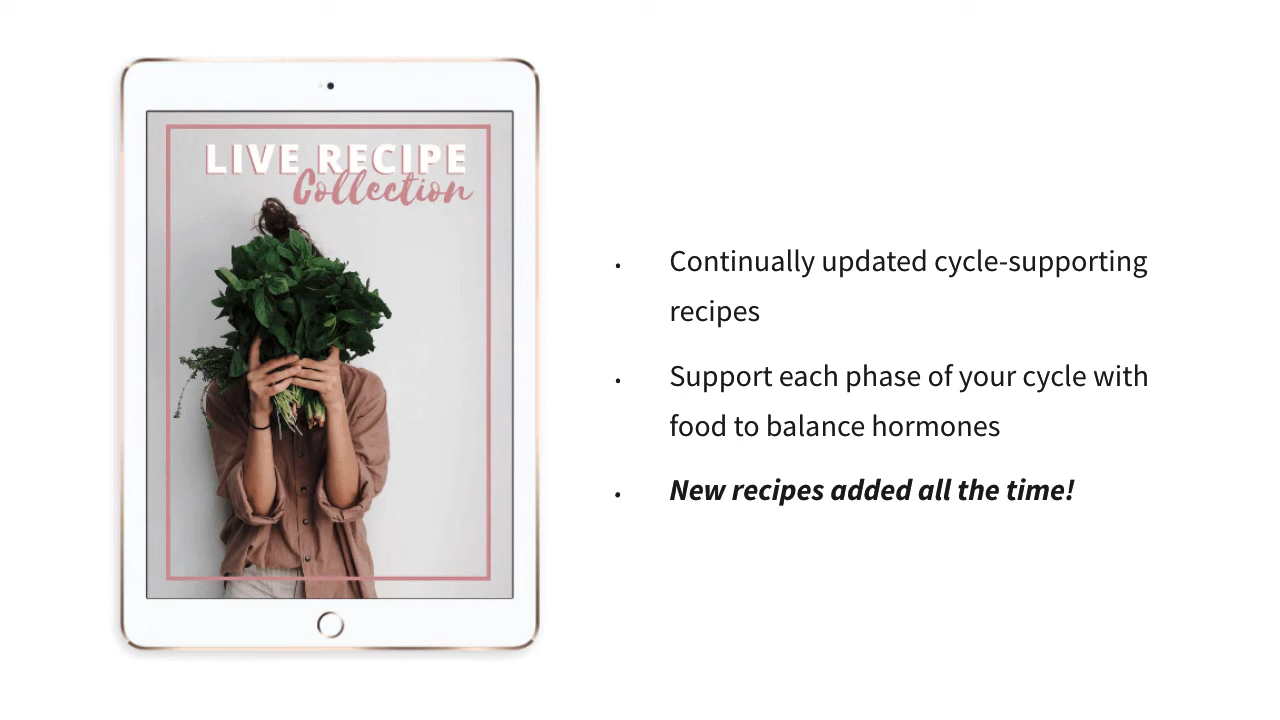 LIVE RECIPE
Collection
• Continually updated cycle-supporting
recipes
• Support each phase of your cycle with
food to balance hormones
• New recipes added all the time!